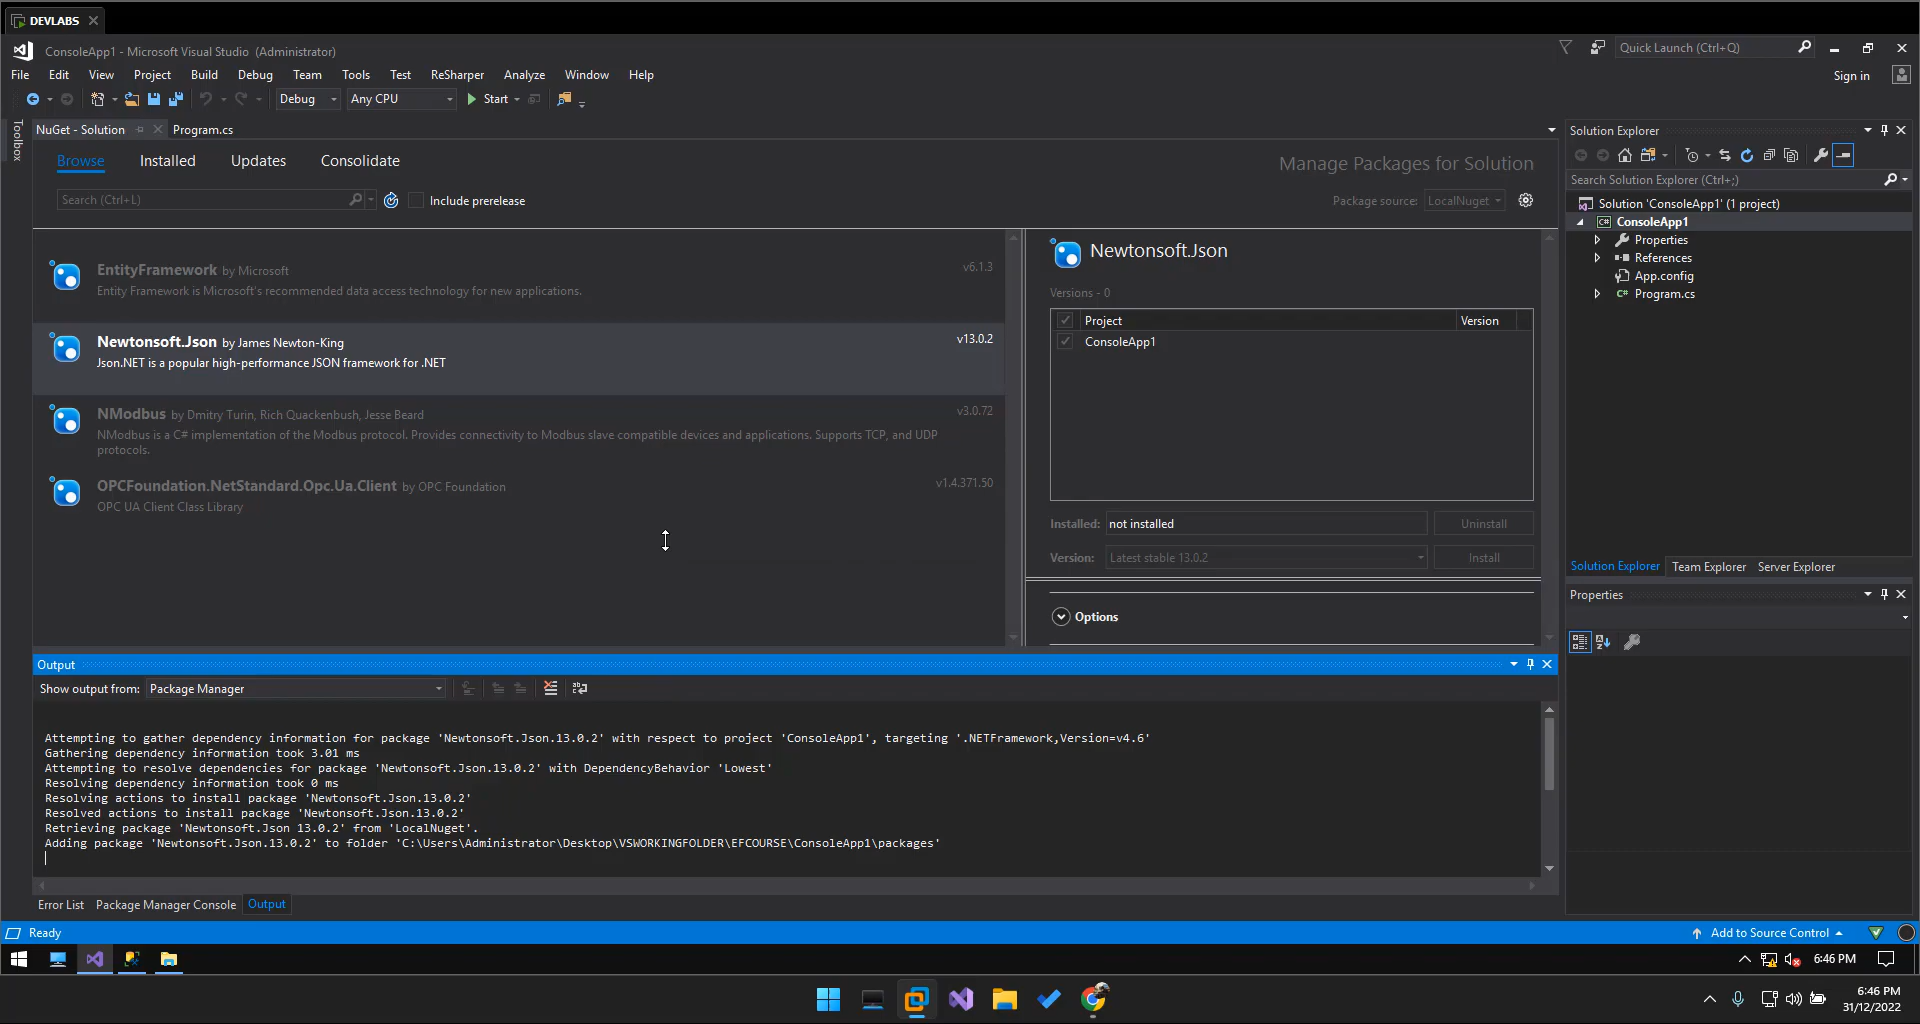 DEVLABS
ConsoleApp1 - Microsoft Visual Studio (Administrator)
Quick Launch (Ctrl+Q)
File Edit View Project Build Debug Team Tools Test ReSharper Analyze Window Help
Sign in
Debug Any CPU Start
Toolbox
NuGet - Solution Program.cs
Browse Installed Updates Consolidate
Manage Packages for Solution
Search (Ctrl+L)
Include prerelease
Package source: LocalNuget
EntityFramework by Microsoft v6.1.3
Entity Framework is Microsoft's recommended data access technology for new applications.
Newtonsoft.Json by James Newton-King v13.0.2
Json.NET is a popular high-performance JSON framework for .NET
NModbus by Dmitry Turin, Rich Quackenbush, Jesse Beard v3.0.72
NModbus is a C# implementation of the Modbus protocol. Provides connectivity to Modbus slave compatible devices and applications. Supports TCP, and UDP
protocols.
OPCFoundation.NetStandard.Opc.Ua.Client by OPC Foundation v1.4.371.50
OPC UA Client Class Library
Newtonsoft.Json
Versions - 0
Project Version
ConsoleApp1
Installed: not installed Uninstall
Version: Latest stable 13.0.2 Install
Options
Solution Explorer
Search Solution Explorer (Ctrl+;)
Solution 'ConsoleApp1' (1 project)
C# ConsoleApp1
Properties
References
App.config
C# Program.cs
Solution Explorer Team Explorer Server Explorer
Properties
Output
Show output from: Package Manager
Attempting to gather dependency information for package 'Newtonsoft.Json.13.0.2' with respect to project 'ConsoleApp1', targeting '.NETFramework,Version=v4.6'
Gathering dependency information took 3.01 ms
Attempting to resolve dependencies for package 'Newtonsoft.Json.13.0.2' with DependencyBehavior 'Lowest'
Resolving dependency information took 0 ms
Resolving actions to install package 'Newtonsoft.Json.13.0.2'
Resolved actions to install package 'Newtonsoft.Json.13.0.2'
Retrieving package 'Newtonsoft.Json 13.0.2' from 'LocalNuget'.
Adding package 'Newtonsoft.Json.13.0.2' to folder 'C:\Users\Administrator\Desktop\VSWORKINGFOLDER\EFCOURSE\ConsoleApp1\packages'
Error List Package Manager Console Output
Ready
Add to Source Control
6:46 PM
6:46 PM
31/12/2022